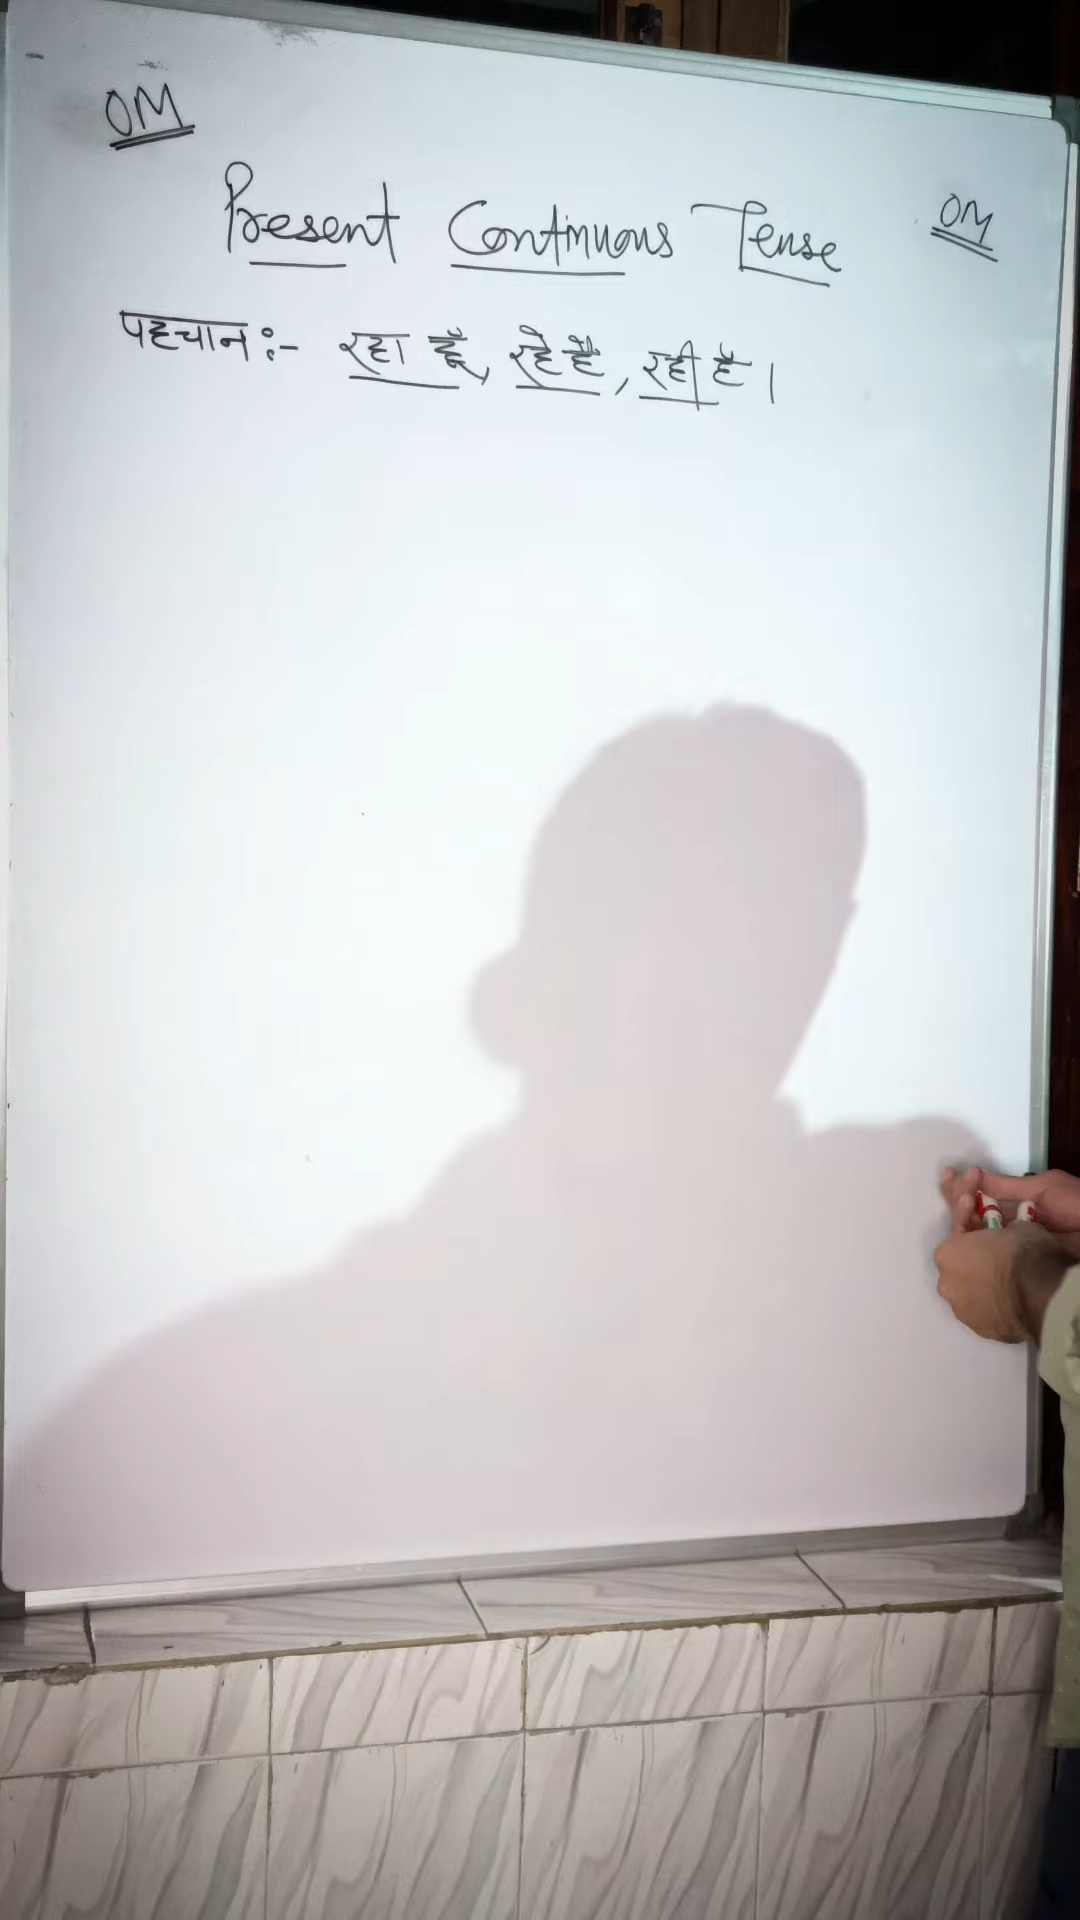 OM
Present Continuous Tense
OM
पहचान :- रहा हूँ, रहे हैं, रही है।